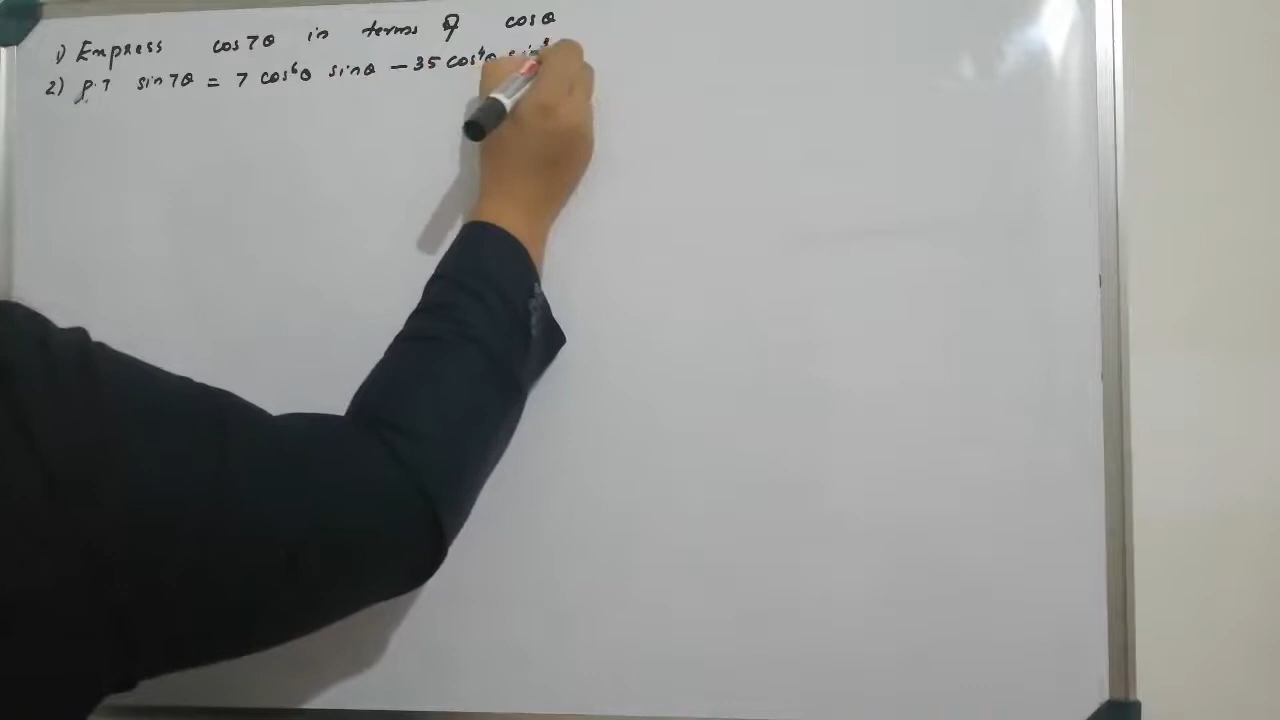 1) Express cos7θ in terms of cosθ
2) P.T sin7θ = 7 cos⁶θ sinθ − 35 cos⁴θ